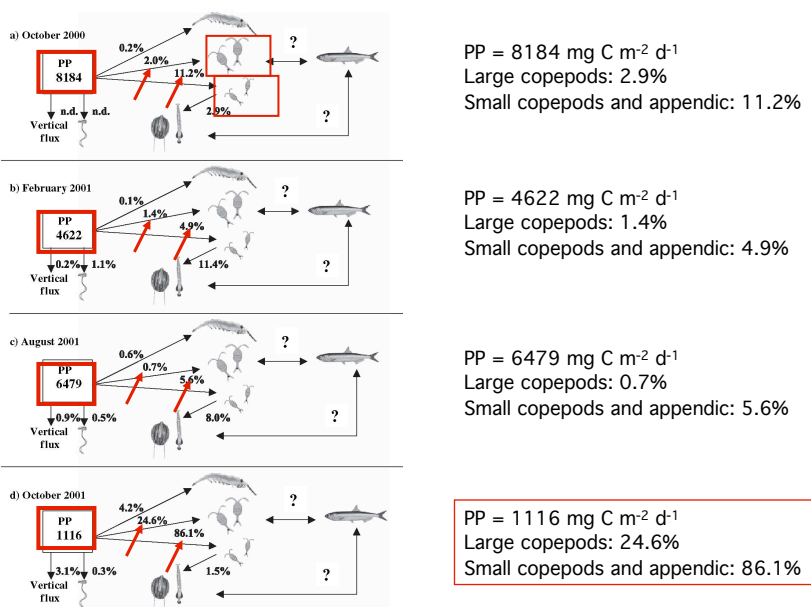 a) October 2000
PP
8184
0.2%
2.0%
11.2%
2.9%
?
?
n.d.
n.d.
Vertical
flux
PP = 8184 mg C m-2 d-1
Large copepods: 2.9%
Small copepods and appendic: 11.2%
b) February 2001
PP
4622
0.1%
1.4%
4.9%
11.4%
?
?
0.2%
1.1%
Vertical
flux
PP = 4622 mg C m-2 d-1
Large copepods: 1.4%
Small copepods and appendic: 4.9%
c) August 2001
PP
6479
0.6%
0.7%
5.6%
8.0%
?
?
0.9%
0.5%
Vertical
flux
PP = 6479 mg C m-2 d-1
Large copepods: 0.7%
Small copepods and appendic: 5.6%
d) October 2001
PP
1116
4.2%
24.6%
86.1%
1.5%
?
?
3.1%
0.3%
Vertical
flux
PP = 1116 mg C m-2 d-1
Large copepods: 24.6%
Small copepods and appendic: 86.1%